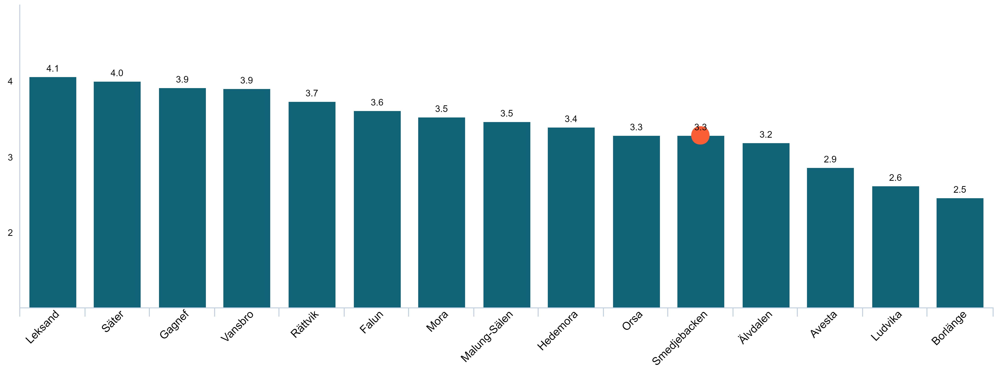 4.1
4.0
3.9
3.9
3.7
3.6
3.5
3.5
3.4
3.3
3.3
3.2
2.9
2.6
2.5
4
3
2
Leksand
Säter
Gagnef
Vansbro
Rättvik
Falun
Mora
Malung-Sälen
Hedemora
Orsa
Smedjebacken
Älvdalen
Avesta
Ludvika
Borlänge